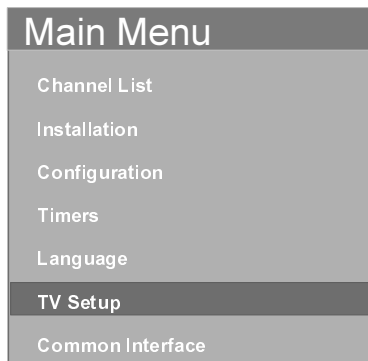 Main Menu
Channel List
Installation
Configuration
Timers
Language
TV Setup
Common Interface